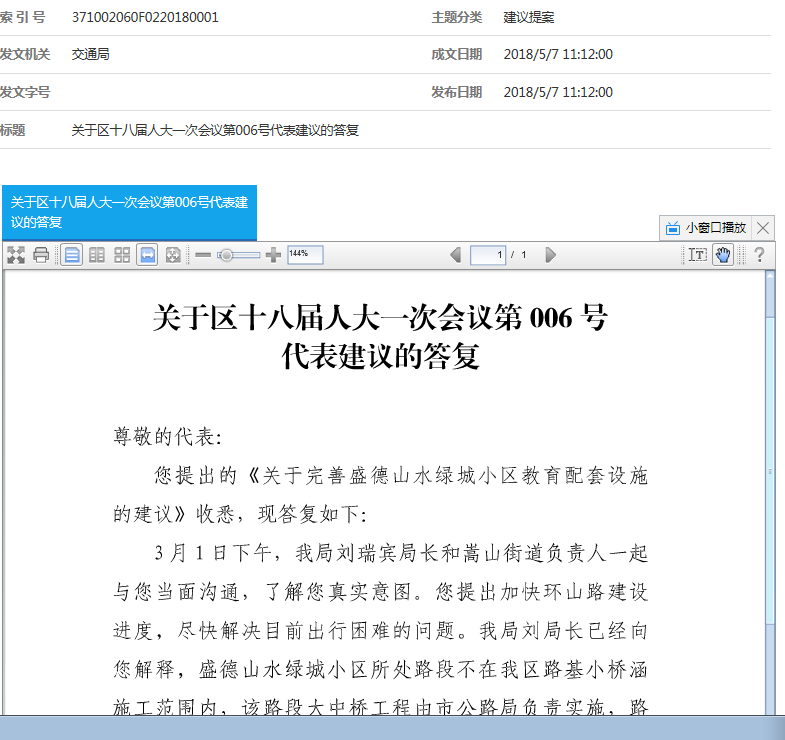 索 引 号 371002060F0220180001 主题分类 建议提案
发文机关 交通局 成文日期 2018/5/7 11:12:00
发文字号 发布日期 2018/5/7 11:12:00
标题 关于区十八届人大一次会议第006号代表建议的答复
关于区十八届人大一次会议第006号代表建
议的答复
小窗口播放
144% 1 / 1
关于区十八届人大一次会议第 006 号
代表建议的答复
尊敬的代表：
您提出的《关于完善盛德山水绿城小区教育配套设施
的建议》收悉，现答复如下：
3 月 1 日下午，我局刘瑞宾局长和嵩山街道负责人一起
与您当面沟通，了解您真实意图。您提出加快环山路建设
进度，尽快解决目前出行困难的问题。我局刘局长已经向
您解释，盛德山水绿城小区所处路段不在我区路基小桥涵
施工范围内，该路段大中桥工程由市公路局负责实施，路